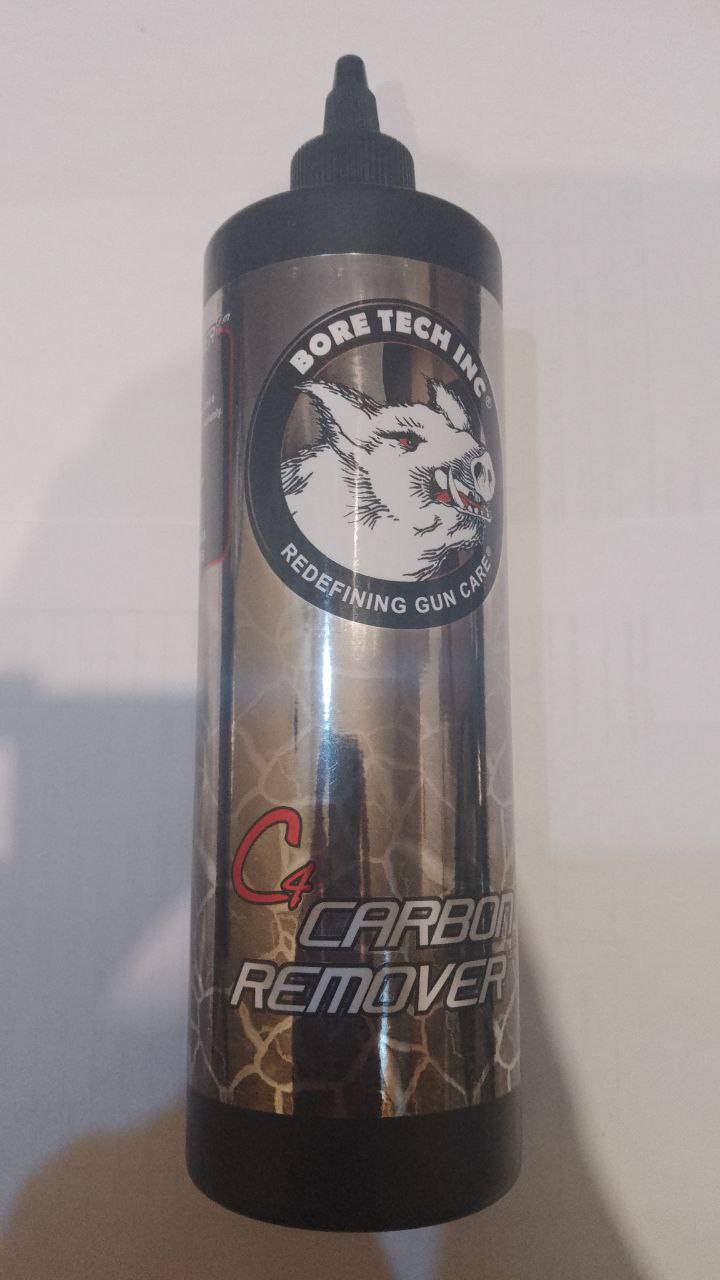 BORE TECH INC®
REDEFINING GUN CARE®
C4
CARBON
REMOVER